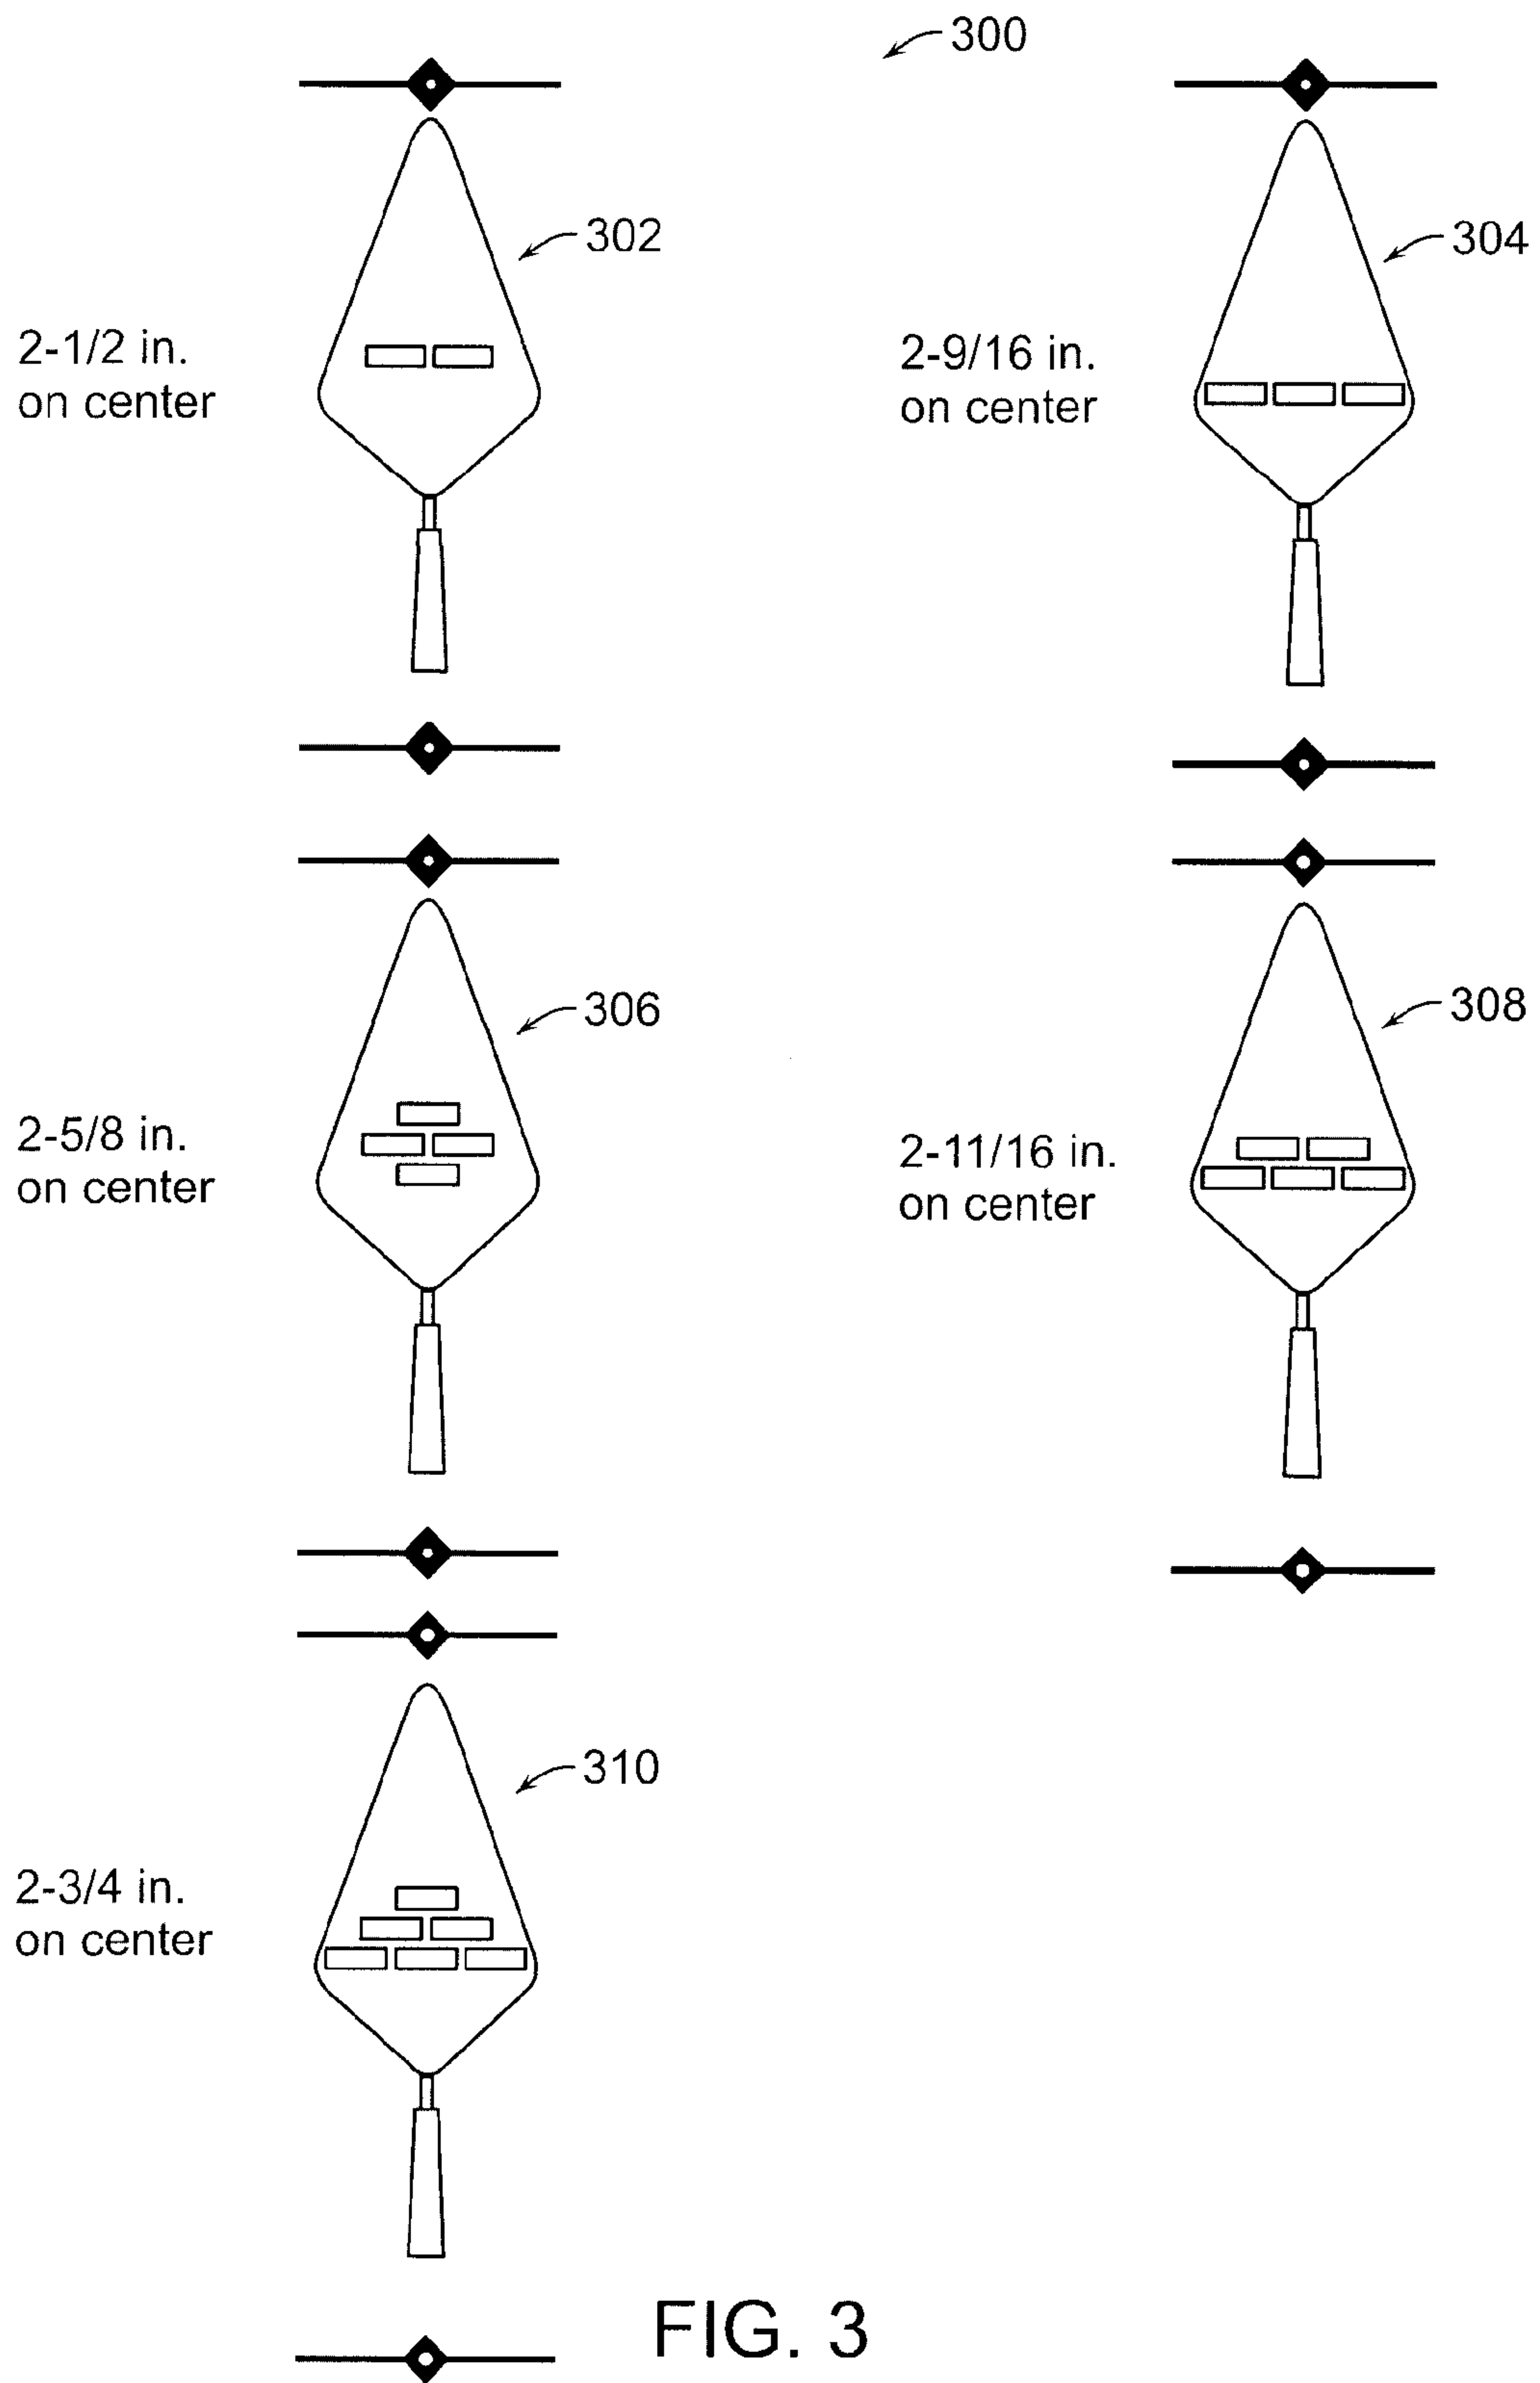 300
302
304
2-1/2 in.
on center
2-9/16 in.
on center
306
308
2-5/8 in.
on center
2-11/16 in.
on center
310
2-3/4 in.
on center
FIG. 3